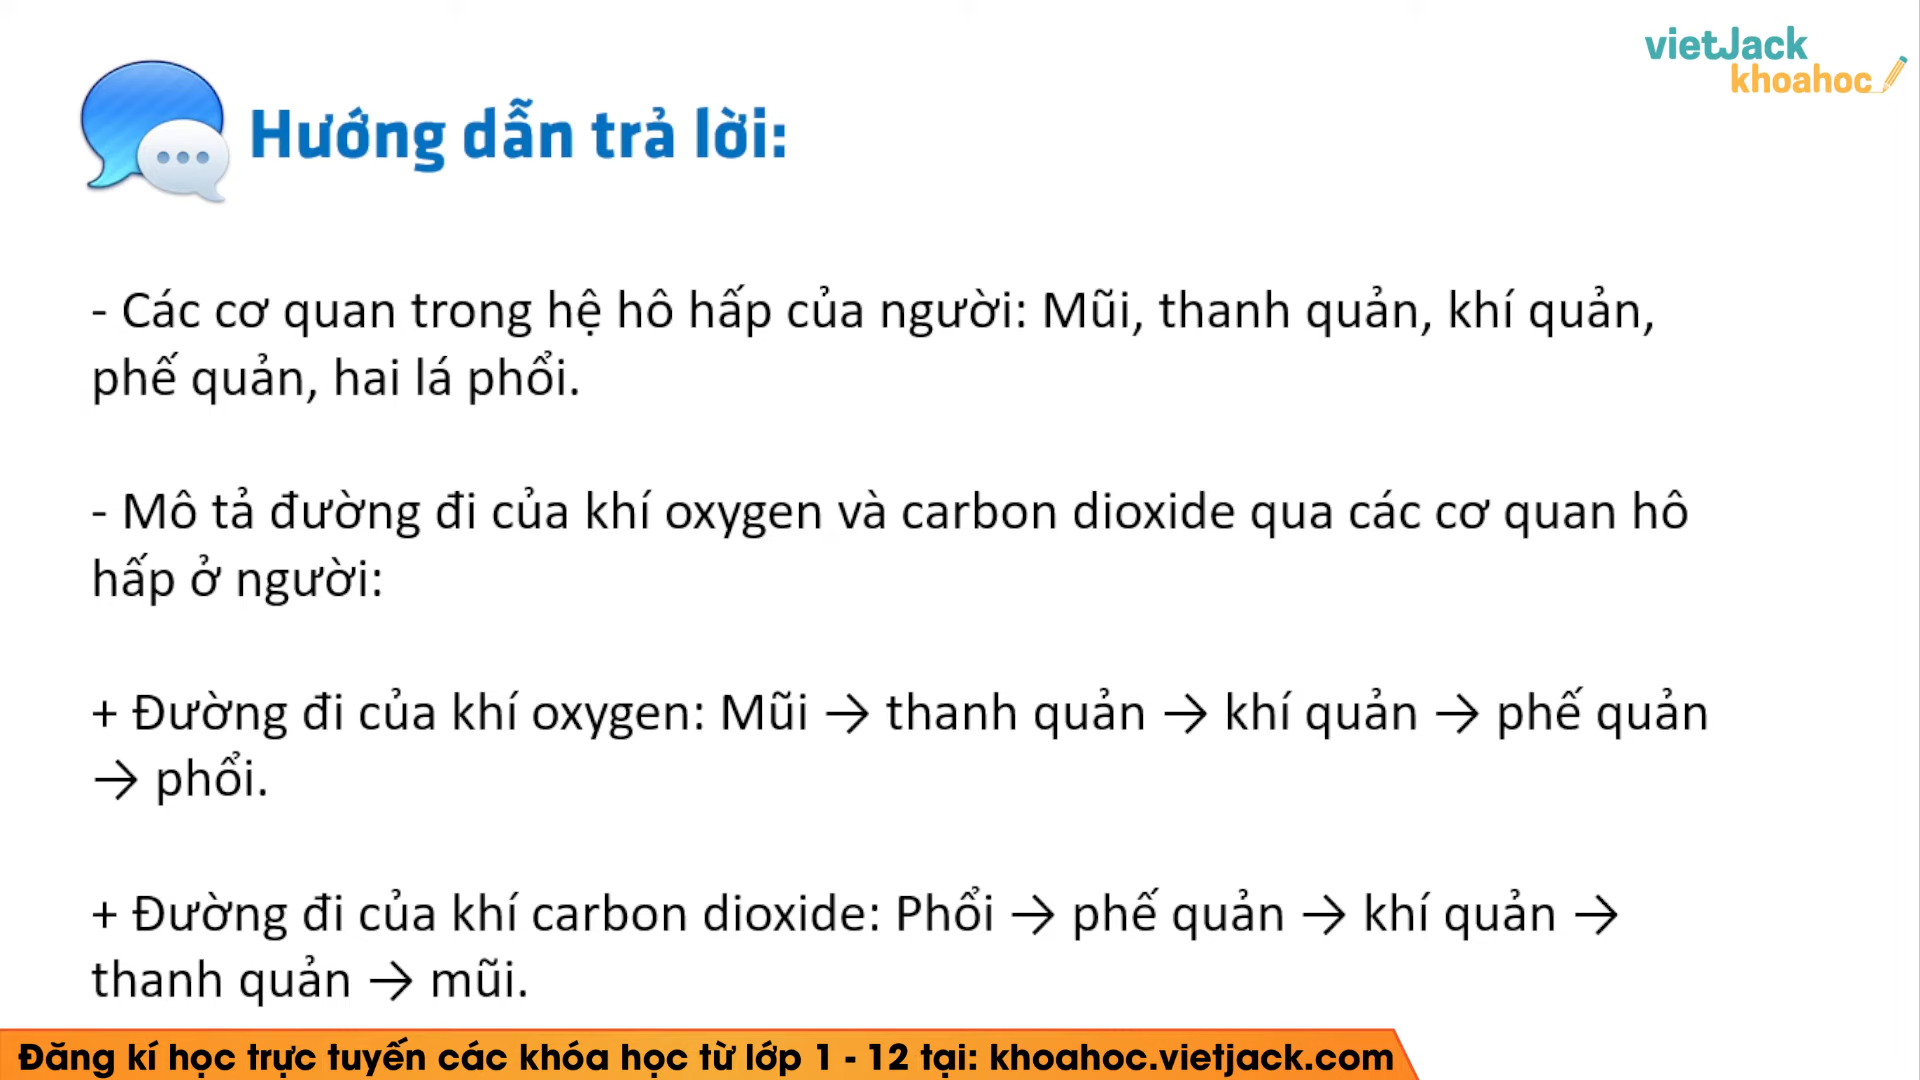 vietJack
khoahoc
Hướng dẫn trả lời:
- Các cơ quan trong hệ hô hấp của người: Mũi, thanh quản, khí quản,
phế quản, hai lá phổi.
- Mô tả đường đi của khí oxygen và carbon dioxide qua các cơ quan hô
hấp ở người:
+ Đường đi của khí oxygen: Mũi → thanh quản → khí quản → phế quản
→ phổi.
+ Đường đi của khí carbon dioxide: Phổi → phế quản → khí quản →
thanh quản → mũi.
Đăng kí học trực tuyến các khóa học từ lớp 1 - 12 tại: khoahoc.vietjack.com